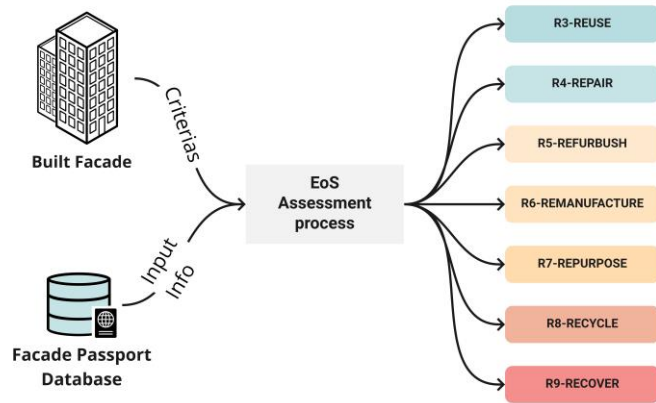 Built Facade
Criterias
Input
Info
Facade Passport
Database
EoS
Assessment
process
R3-REUSE
R4-REPAIR
R5-REFURBUSH
R6-REMANUFACTURE
R7-REPURPOSE
R8-RECYCLE
R9-RECOVER